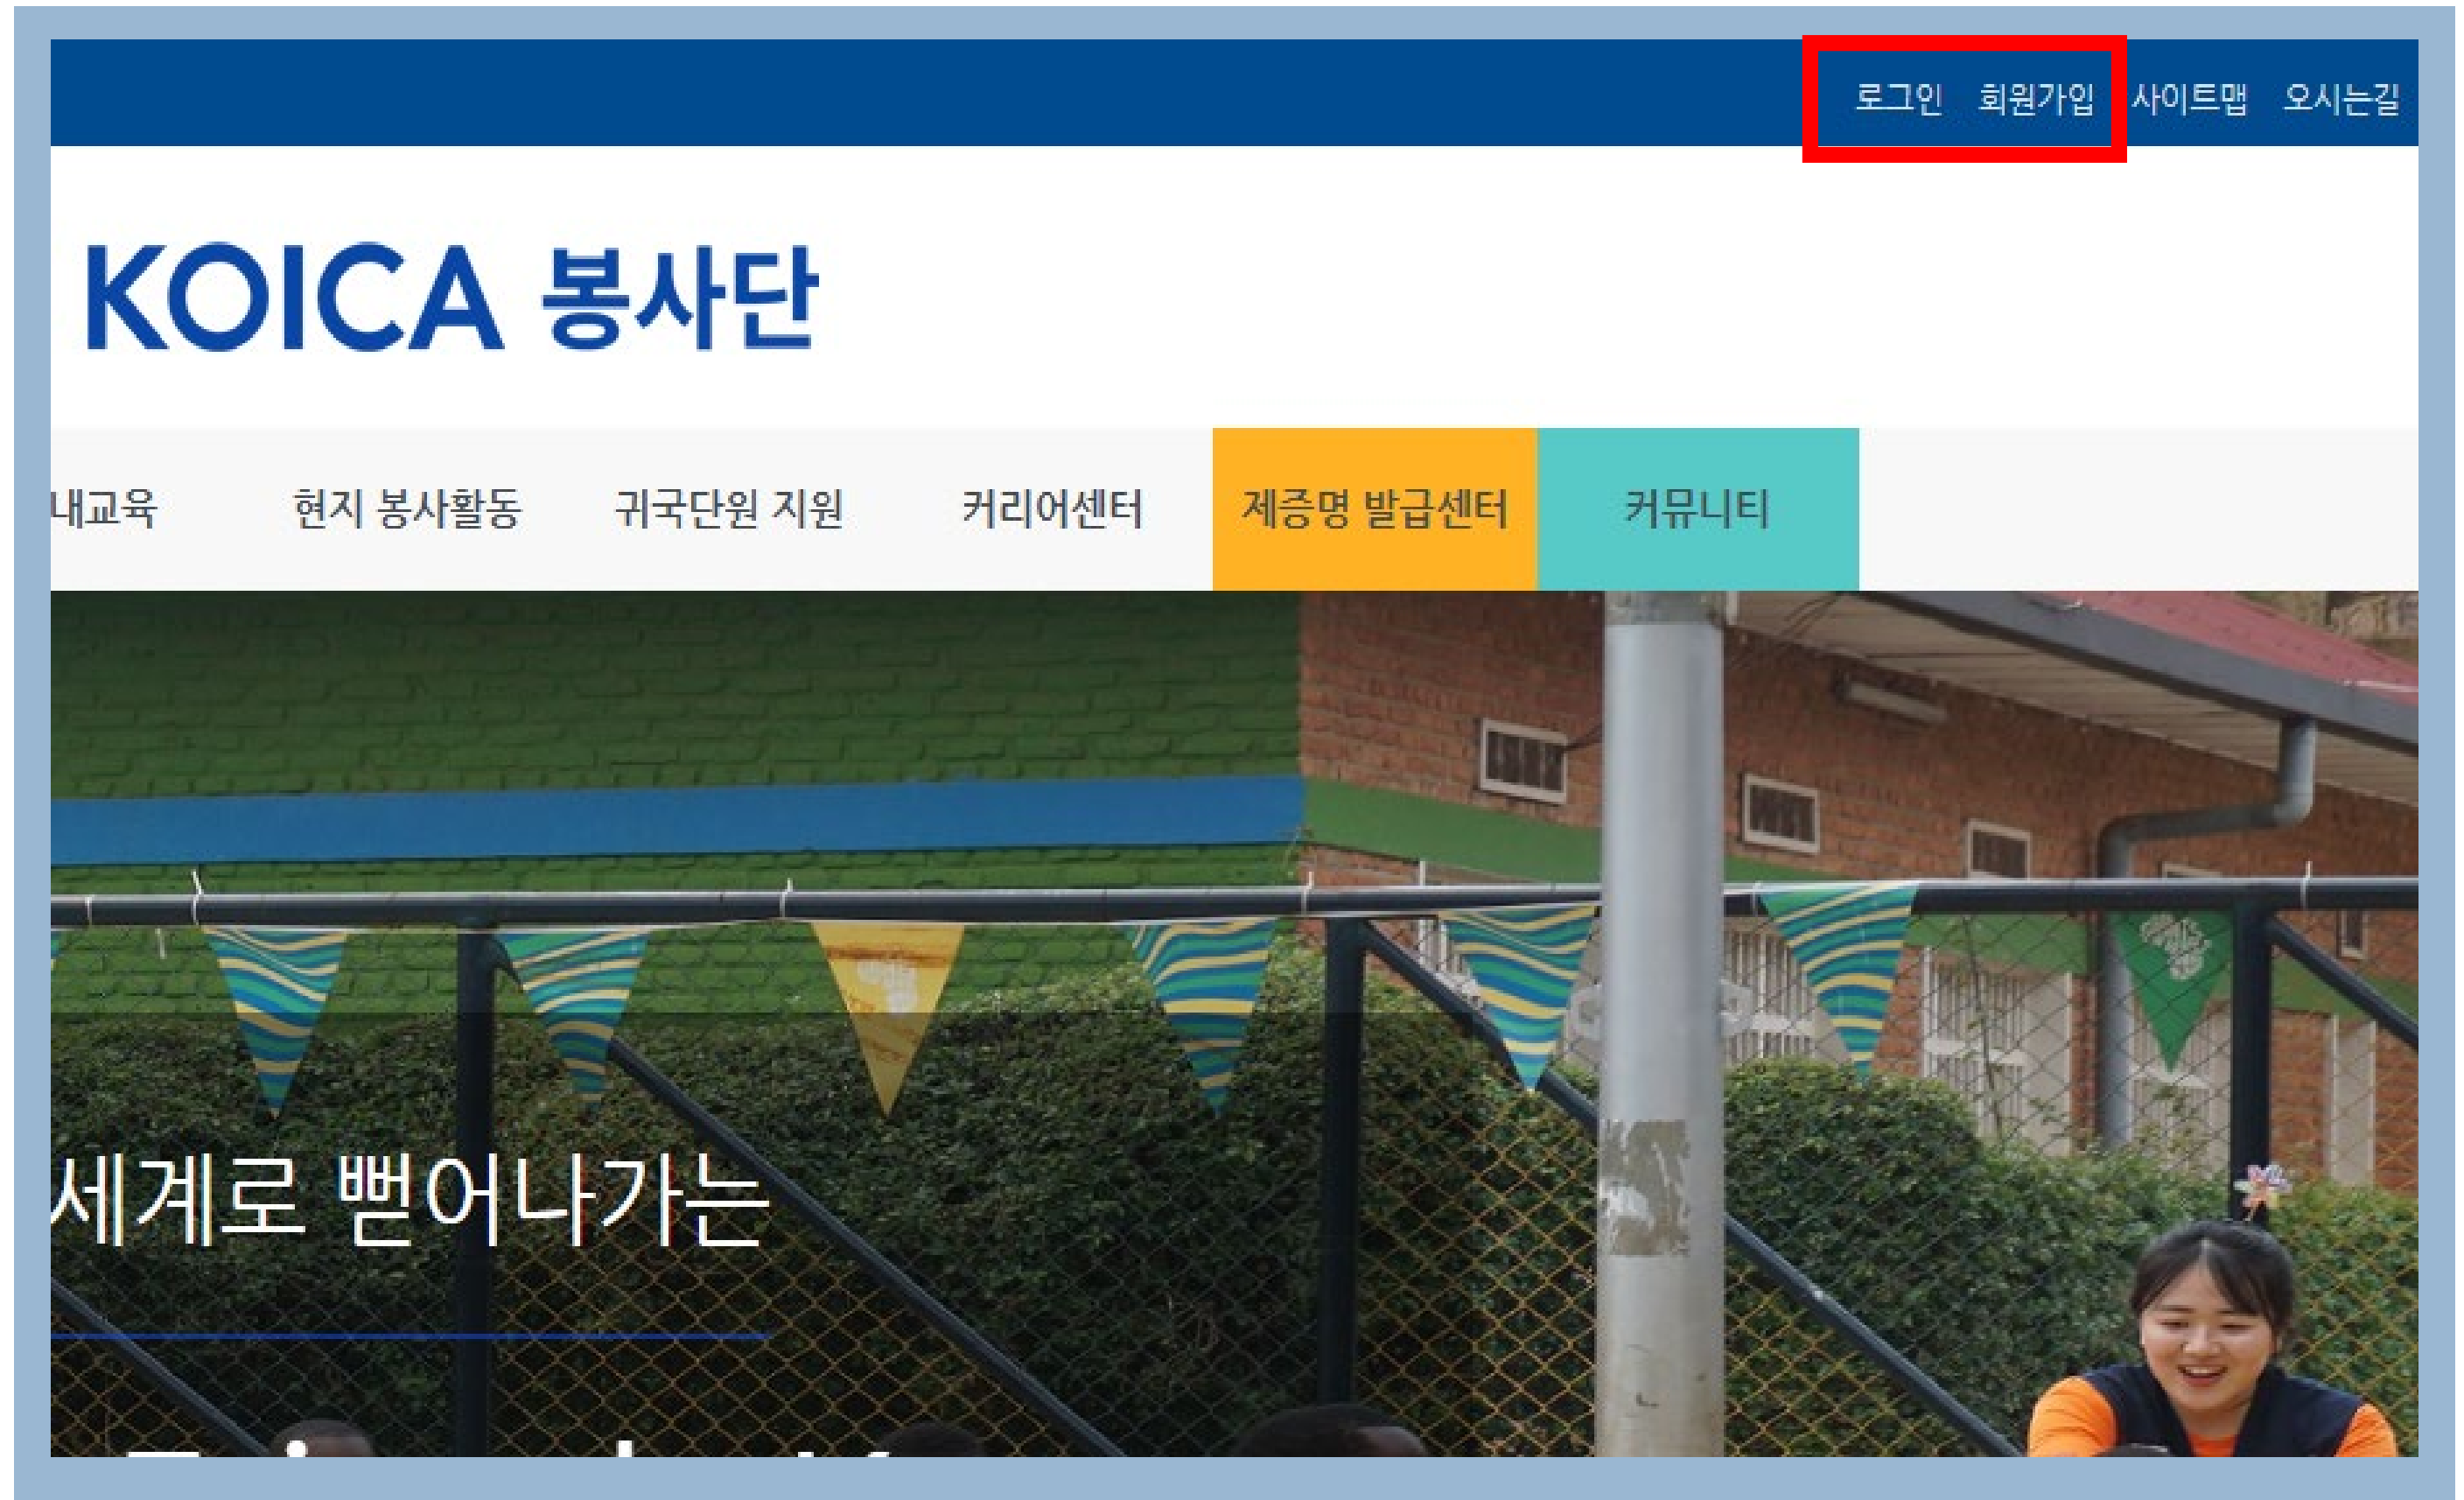 로그인 회원가입 사이트맵 오시는길
KOICA 봉사단
내교육 현지 봉사활동 귀국단원 지원 커리어센터 제증명 발급센터 커뮤니티
세계로 뻗어나가는